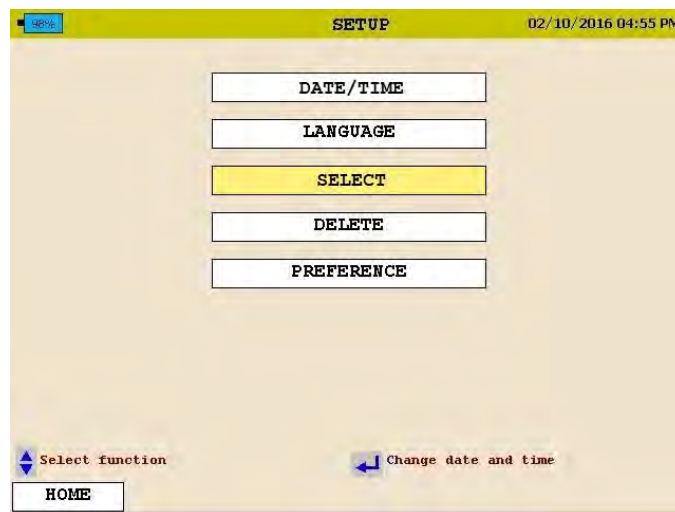 98% SETUP 02/10/2016 04:55 PM
DATE/TIME
LANGUAGE
SELECT
DELETE
PREFERENCE
Select function Change date and time
HOME